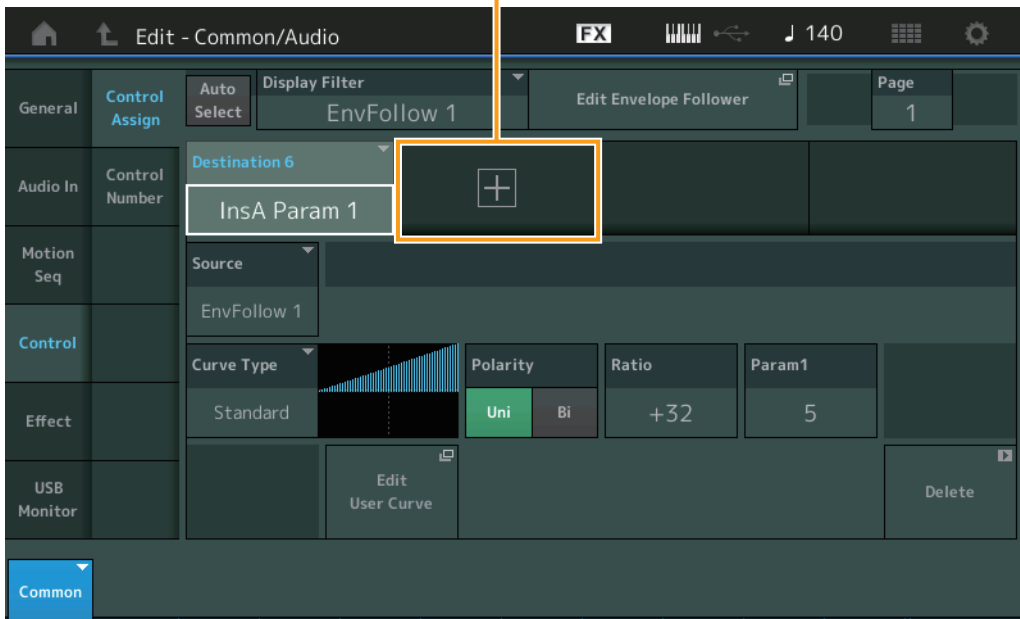 Edit - Common/Audio
FX
140
General
Control
Assign
Auto
Select
Display Filter
EnvFollow 1
Edit Envelope Follower
Page
1
Audio In
Control
Number
Destination 6
InsA Param 1
Motion
Seq
Source
EnvFollow 1
Control
Curve Type
Standard
Polarity
Uni
Bi
Ratio
+32
Param1
5
Effect
USB
Monitor
Edit
User Curve
Delete
Common